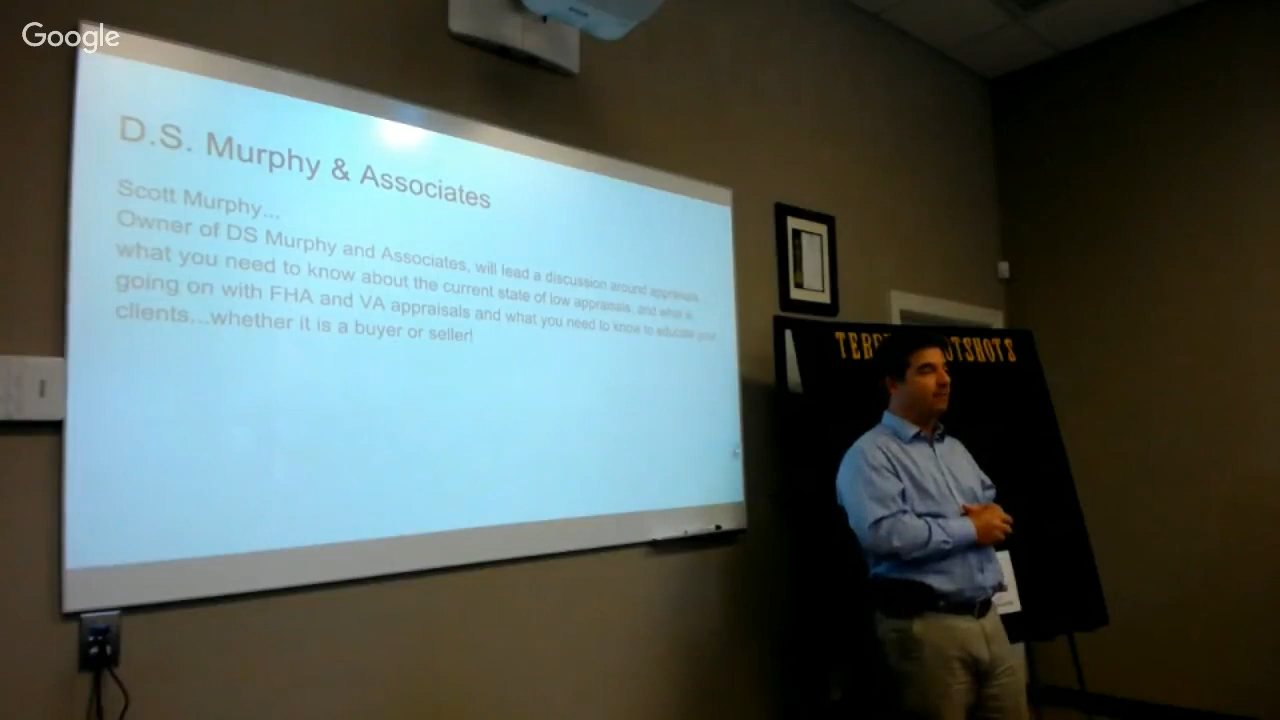 Google
D.S. Murphy & Associates
Scott Murphy...
Owner of DS Murphy and Associates, will lead a discussion around appraisals
what you need to know about the current state of low appraisals, and what is
going on with FHA and VA appraisals and what you need to know to educate your
clients...whether it is a buyer or seller!